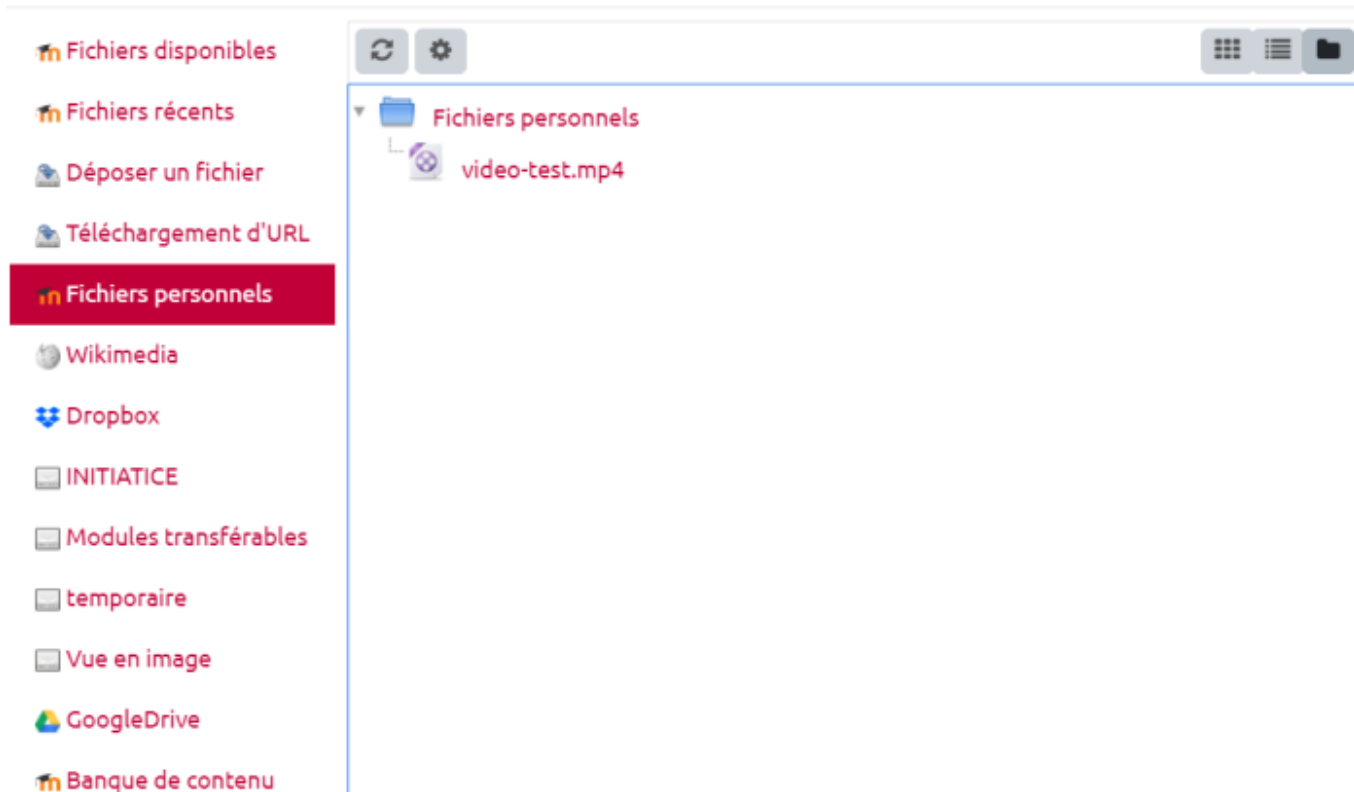 Fichiers disponibles
Fichiers récents
Déposer un fichier
Téléchargement d'URL
Fichiers personnels
Wikimedia
Dropbox
INITIATICE
Modules transférables
temporaire
Vue en image
GoogleDrive
Banque de contenu
Fichiers personnels
video-test.mp4